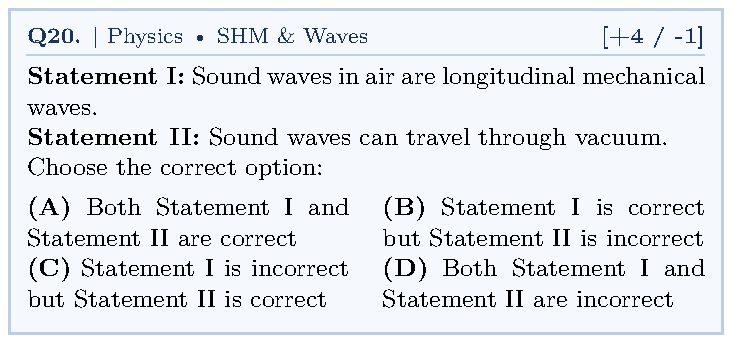 Q20. | Physics • SHM & Waves [+4 / -1]
Statement I: Sound waves in air are longitudinal mechanical
waves.
Statement II: Sound waves can travel through vacuum.
Choose the correct option:
(A) Both Statement I and
Statement II are correct
(B) Statement I is correct
but Statement II is incorrect
(C) Statement I is incorrect
but Statement II is correct
(D) Both Statement I and
Statement II are incorrect